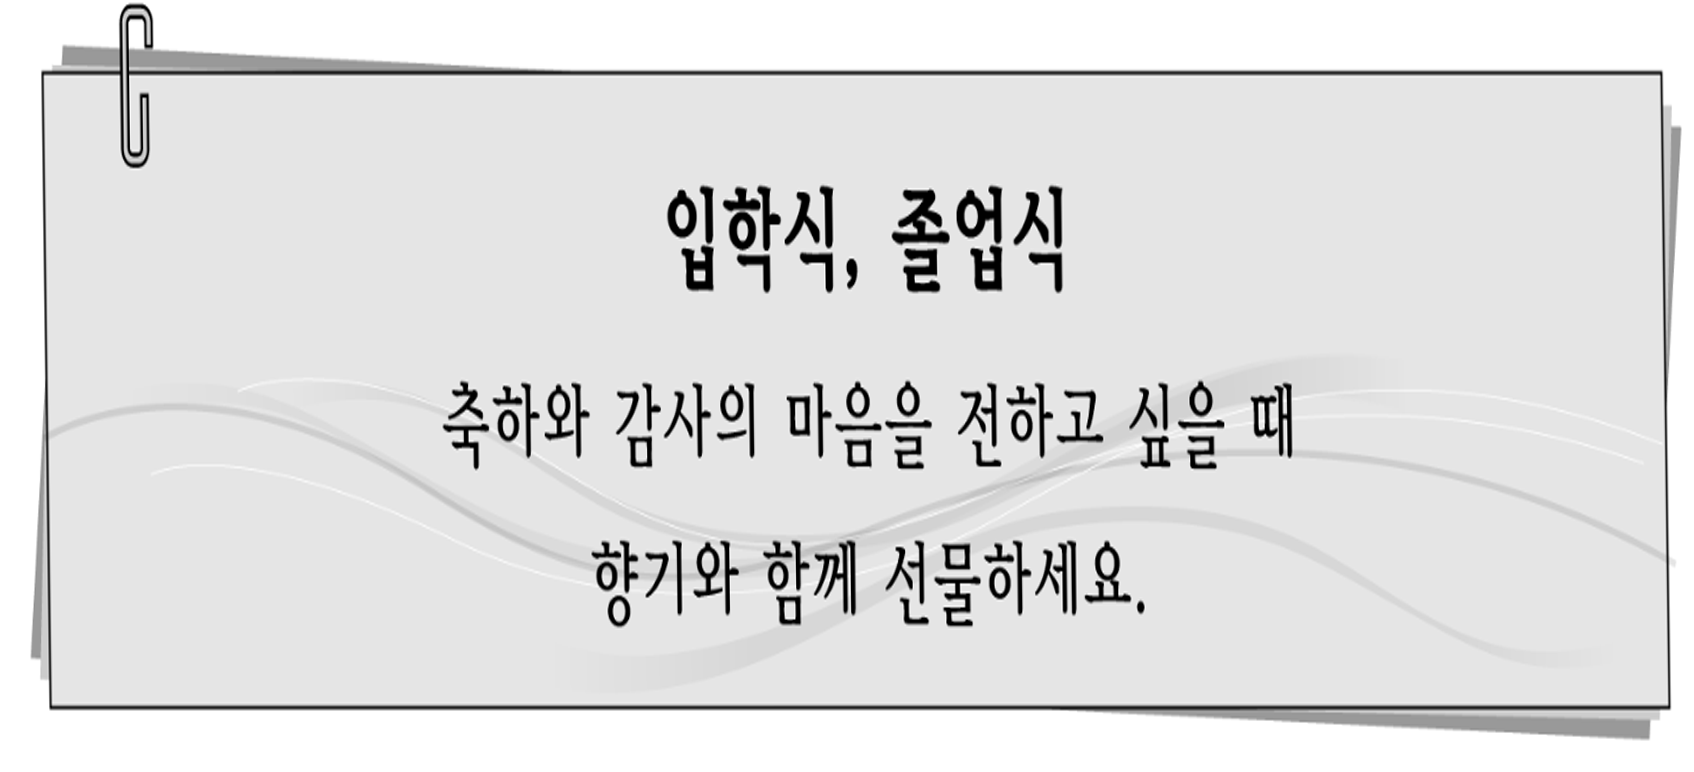 입학식, 졸업식
축하와 감사의 마음을 전하고 싶을 때
향기와 함께 선물하세요.